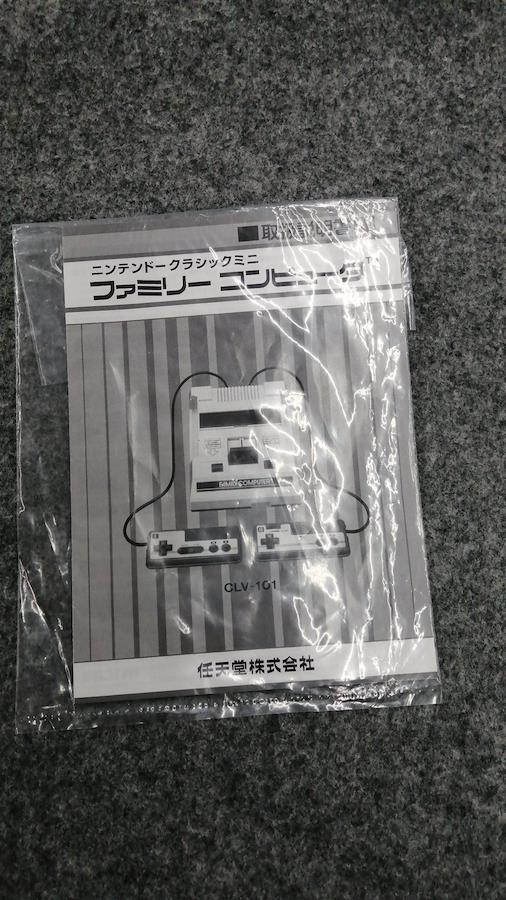 取扱説明書
ニンテンドークラシックミニ
ファミリー コンピュータ
FAMILY COMPUTER
CLV-101
任天堂株式会社